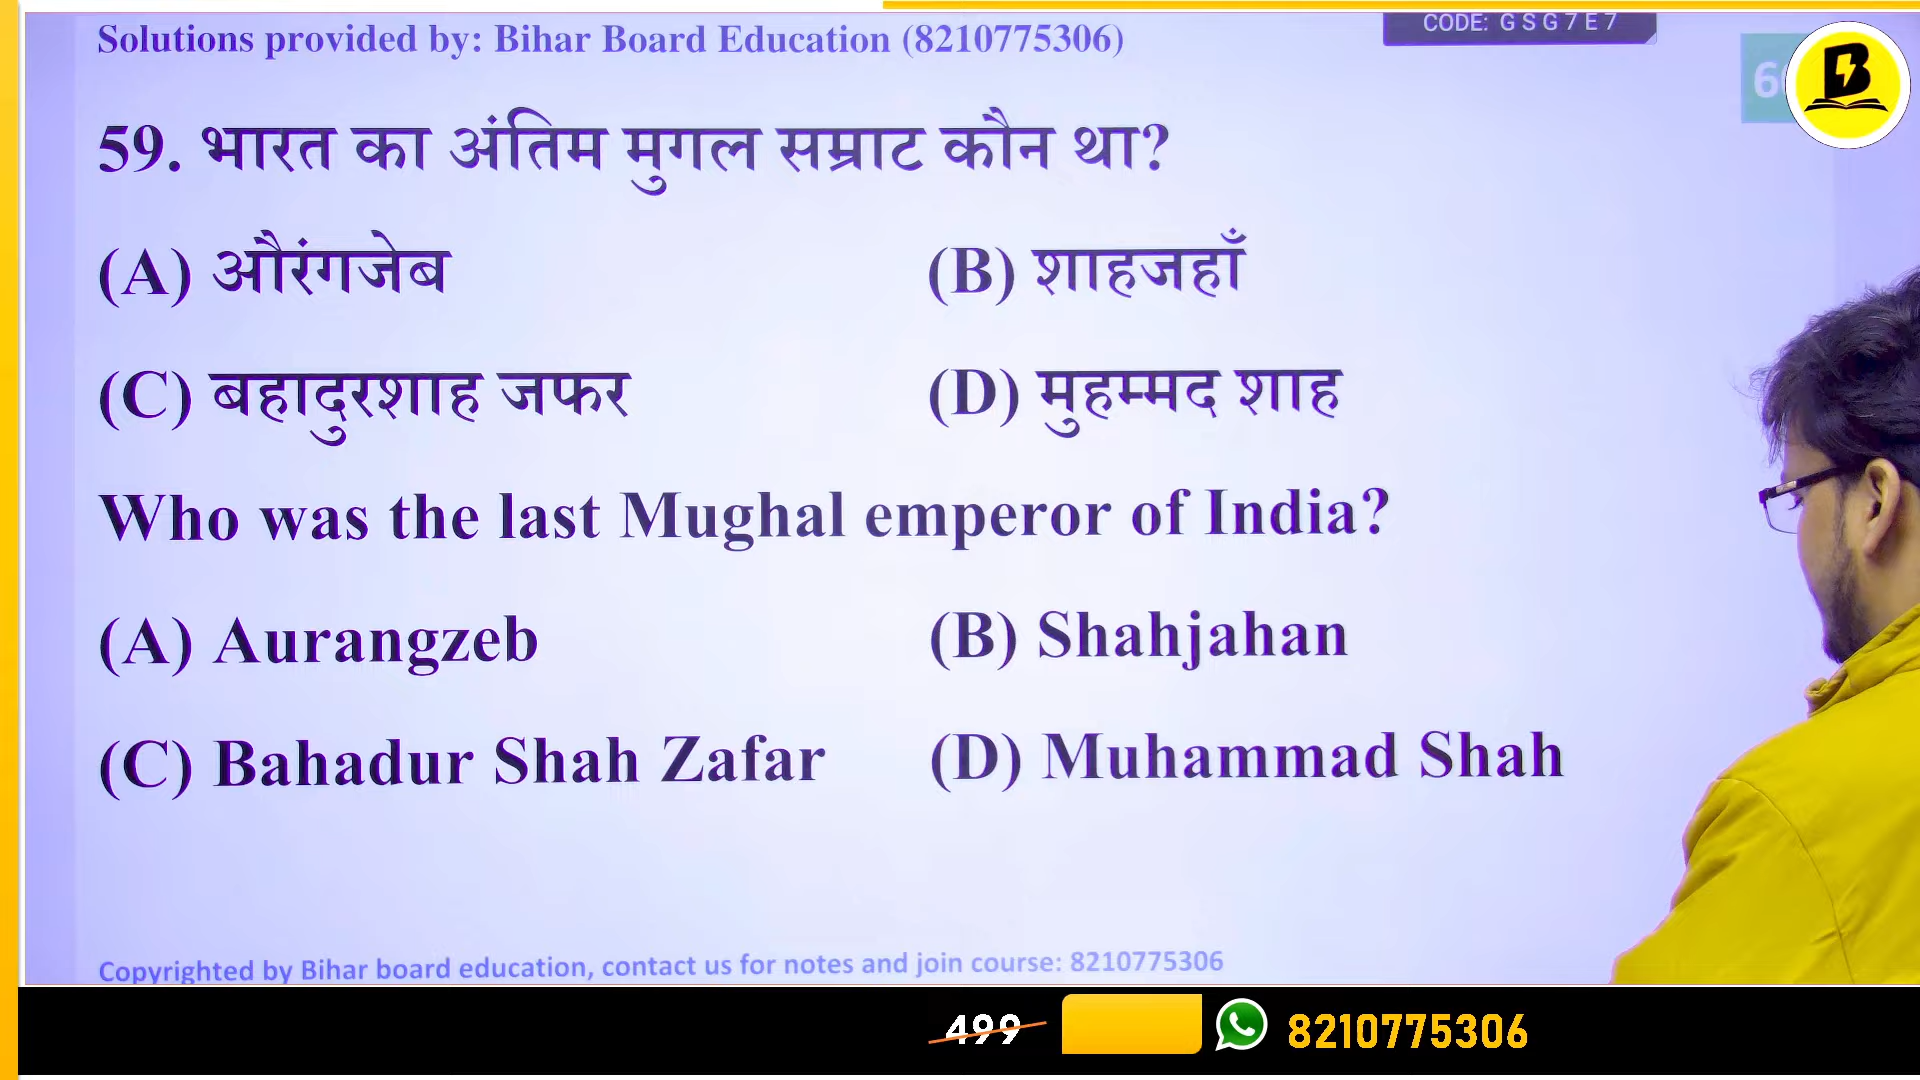 Solutions provided by: Bihar Board Education (8210775306)
CODE: G S G 7 E 7
59. भारत का अंतिम मुगल सम्राट कौन था?
(A) औरंगजेब (B) शाहजहाँ
(C) बहादुरशाह जफर (D) मुहम्मद शाह
Who was the last Mughal emperor of India?
(A) Aurangzeb (B) Shahjahan
(C) Bahadur Shah Zafar (D) Muhammad Shah
Copyrighted by Bihar board education, contact us for notes and join course: 8210775306
499 8210775306